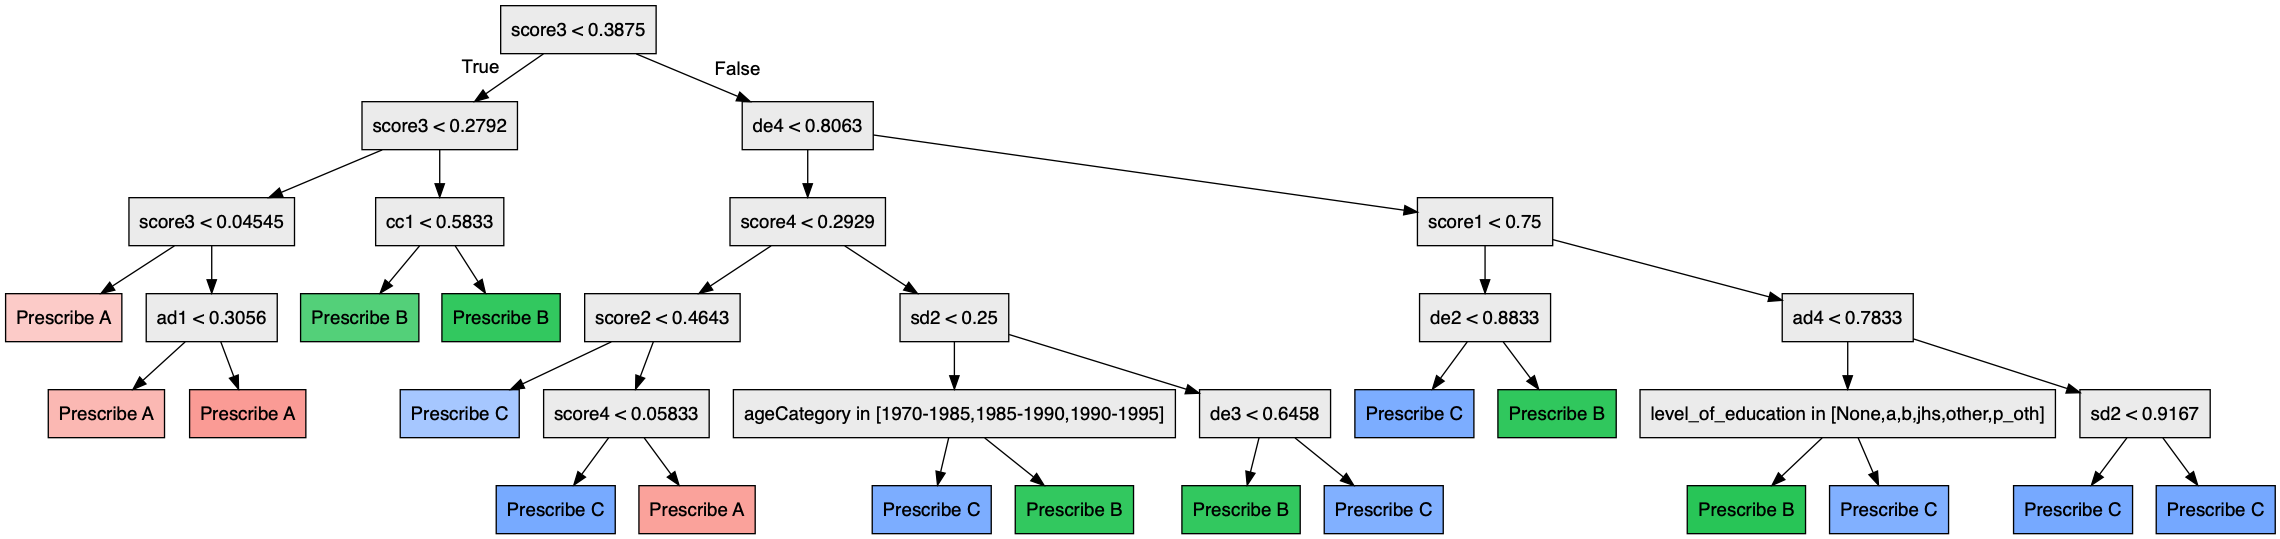 score3 < 0.3875
True
False
score3 < 0.2792
de4 < 0.8063
score3 < 0.04545
cc1 < 0.5833
score4 < 0.2929
score1 < 0.75
Prescribe A
ad1 < 0.3056
Prescribe B
Prescribe B
score2 < 0.4643
sd2 < 0.25
de2 < 0.8833
ad4 < 0.7833
Prescribe A
Prescribe A
Prescribe C
score4 < 0.05833
ageCategory in [1970-1985,1985-1990,1990-1995]
de3 < 0.6458
Prescribe C
Prescribe B
level_of_education in [None,a,b,jhs,other,p_oth]
sd2 < 0.9167
Prescribe C
Prescribe A
Prescribe C
Prescribe B
Prescribe B
Prescribe C
Prescribe B
Prescribe C
Prescribe C
Prescribe C